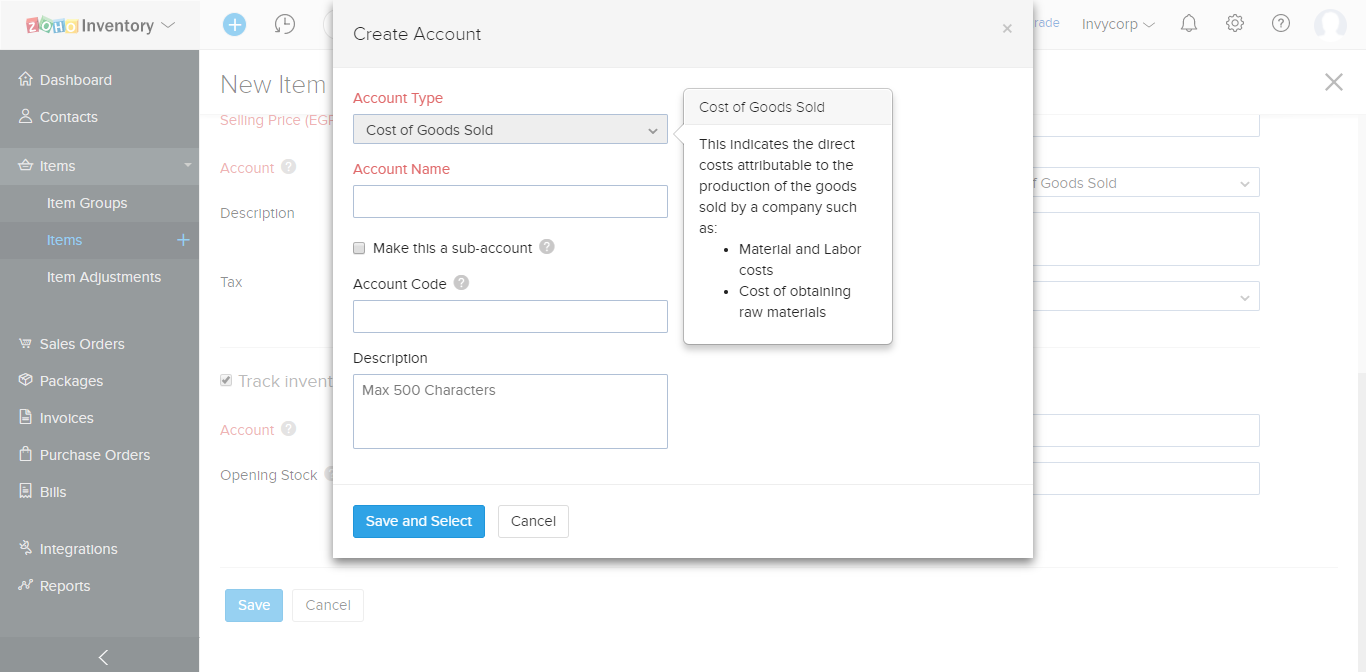 ZOHO Inventory
Invycorp
Dashboard
Contacts
Items
Item Groups
Items
Item Adjustments
Sales Orders
Packages
Invoices
Purchase Orders
Bills
Integrations
Reports
New Item
Selling Price (EGP
Account
Description
Tax
Track invent
Account
Opening Stock
Goods Sold
Save
Cancel
Create Account
Account Type
Cost of Goods Sold
Account Name
Make this a sub-account
Account Code
Description
Max 500 Characters
Save and Select
Cancel
Cost of Goods Sold
This indicates the direct
costs attributable to the
production of the goods
sold by a company such
as:
• Material and Labor
costs
• Cost of obtaining
raw materials